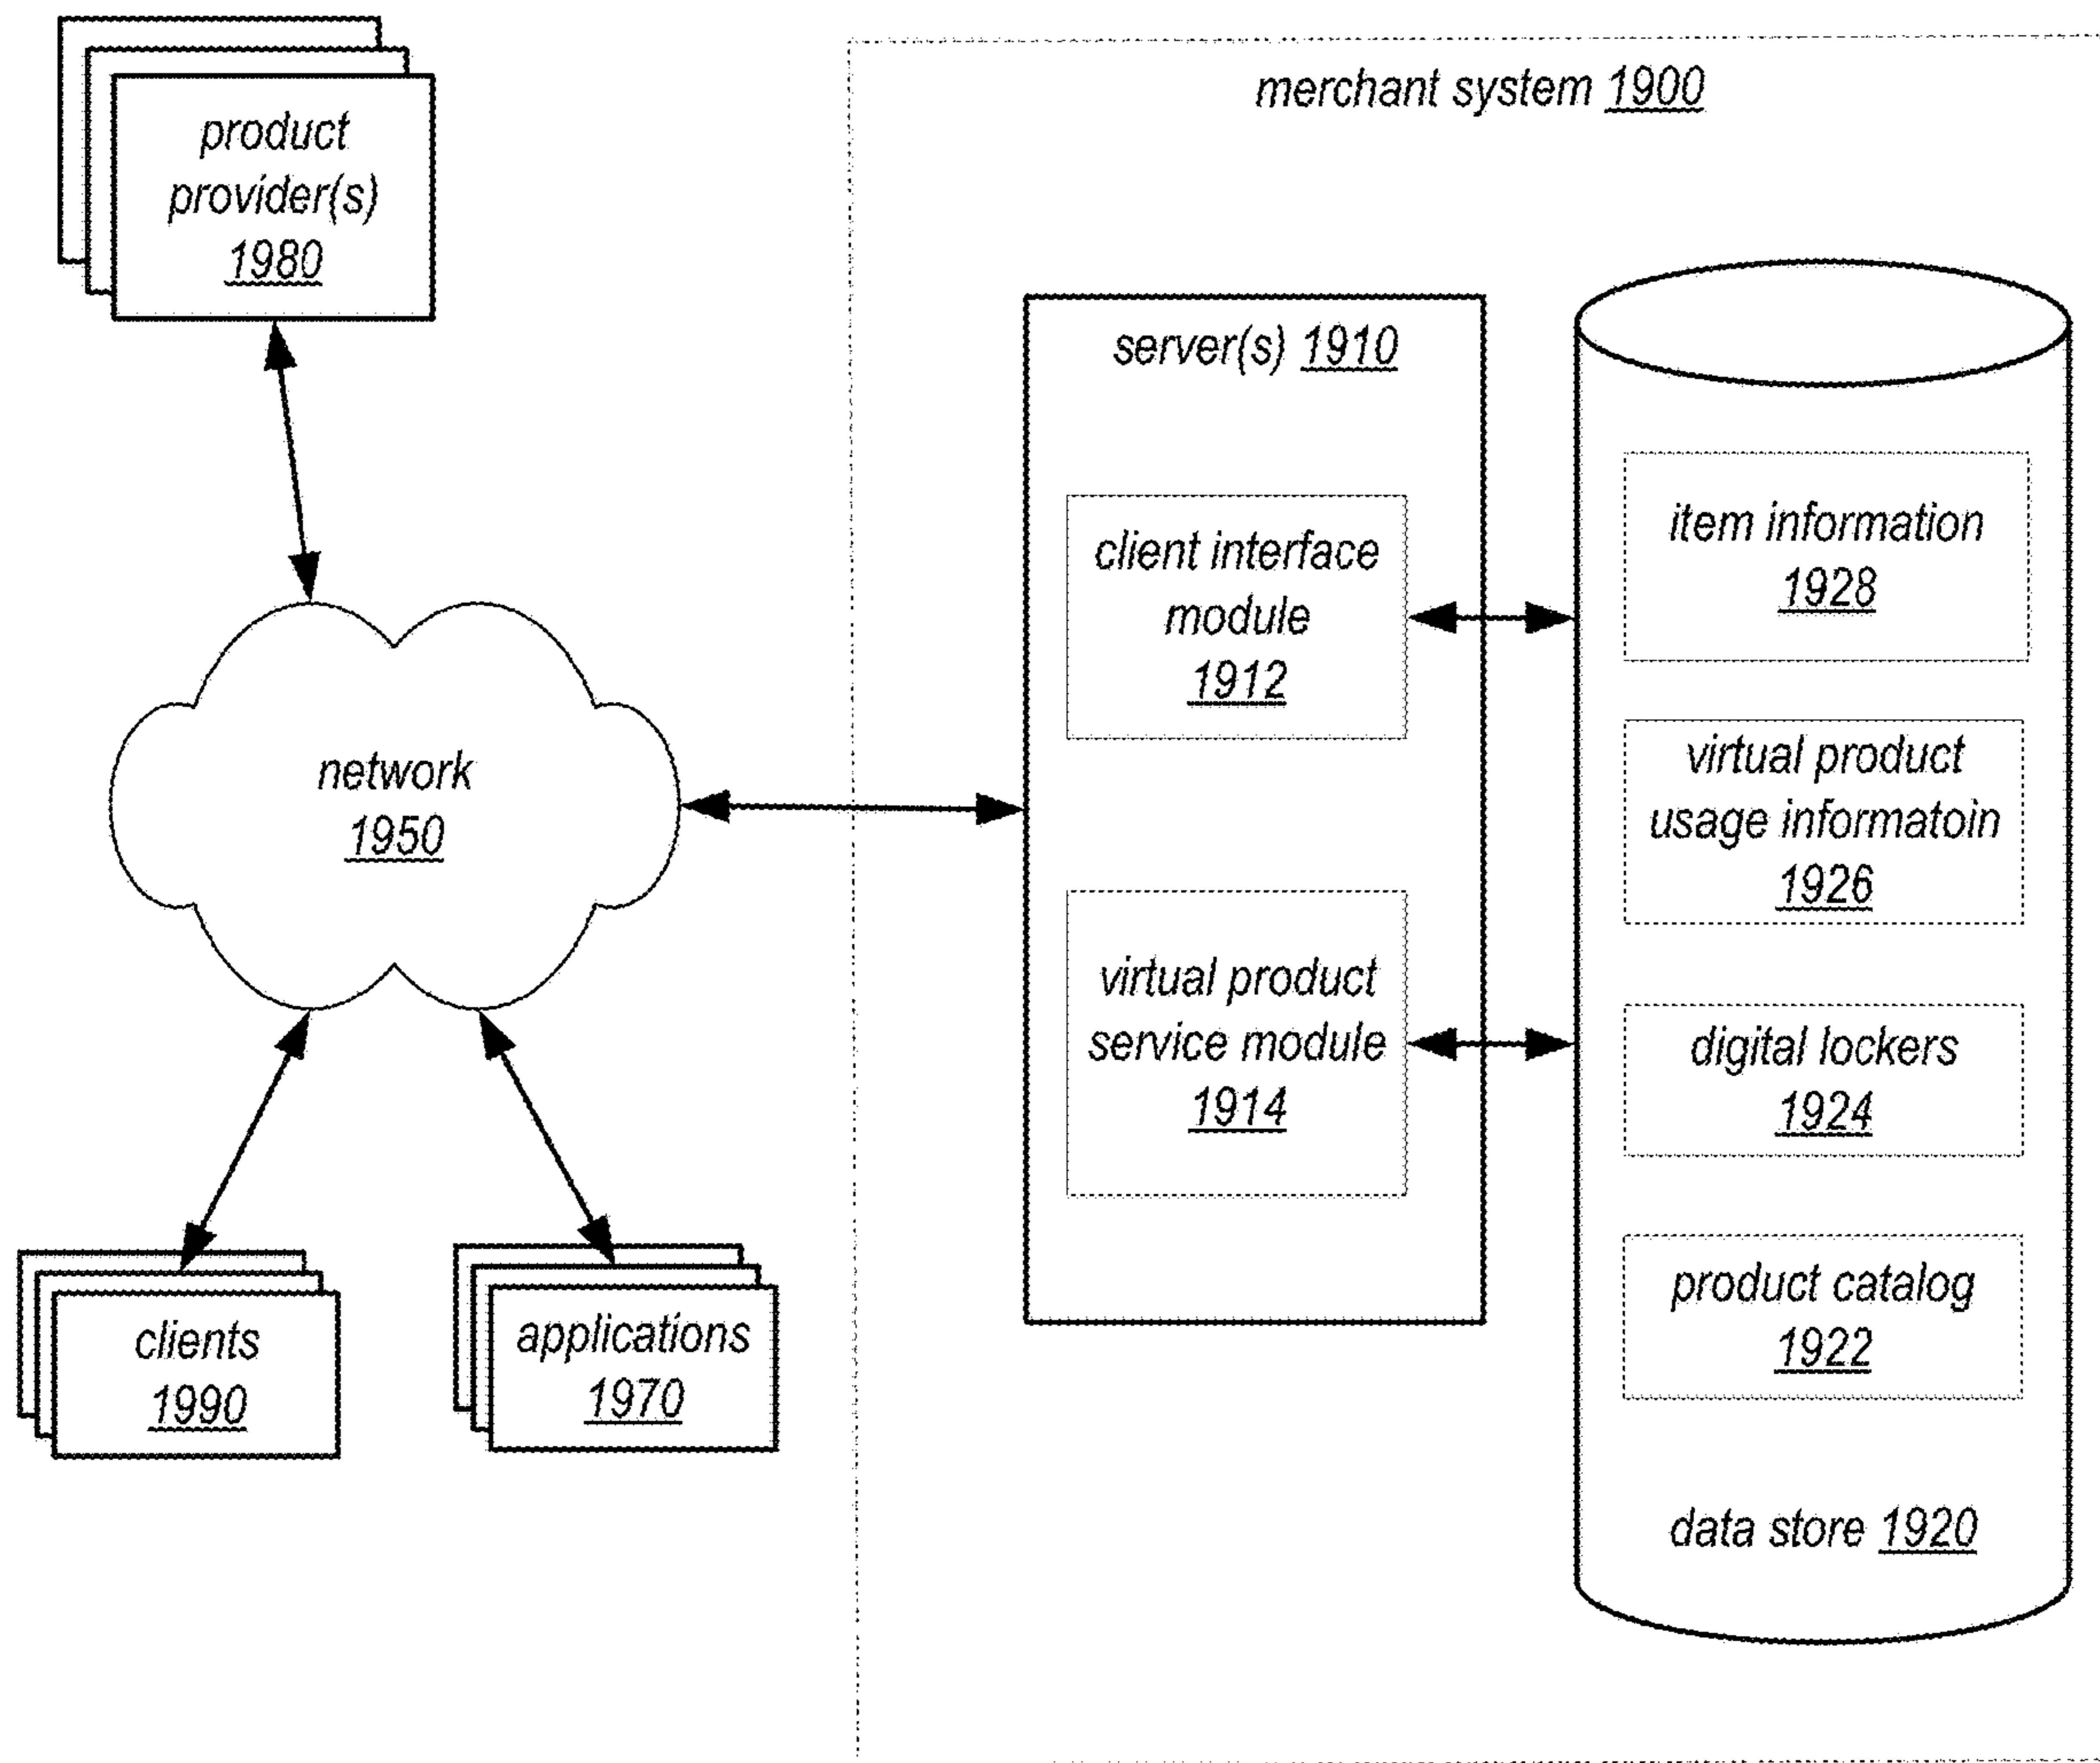 product
provider(s)
1980
network
1950
clients
1990
applications
1970
merchant system 1900
server(s) 1910
client interface
module
1912
virtual product
service module
1914
item information
1928
virtual product
usage informatoin
1926
digital lockers
1924
product catalog
1922
data store 1920